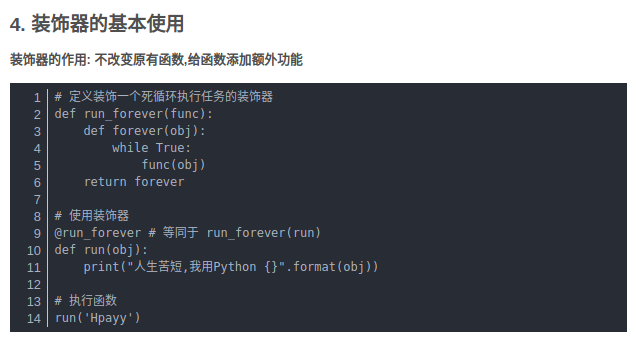 4. 装饰器的基本使用
装饰器的作用: 不改变原有函数,给函数添加额外功能
1 # 定义装饰一个死循环执行任务的装饰器
2 def run_forever(func):
3     def forever(obj):
4         while True:
5             func(obj)
6     return forever
7
8 # 使用装饰器
9 @run_forever # 等同于 run_forever(run)
10 def run(obj):
11     print("人生苦短,我用Python {}".format(obj))
12
13 # 执行函数
14 run('Hpayy')